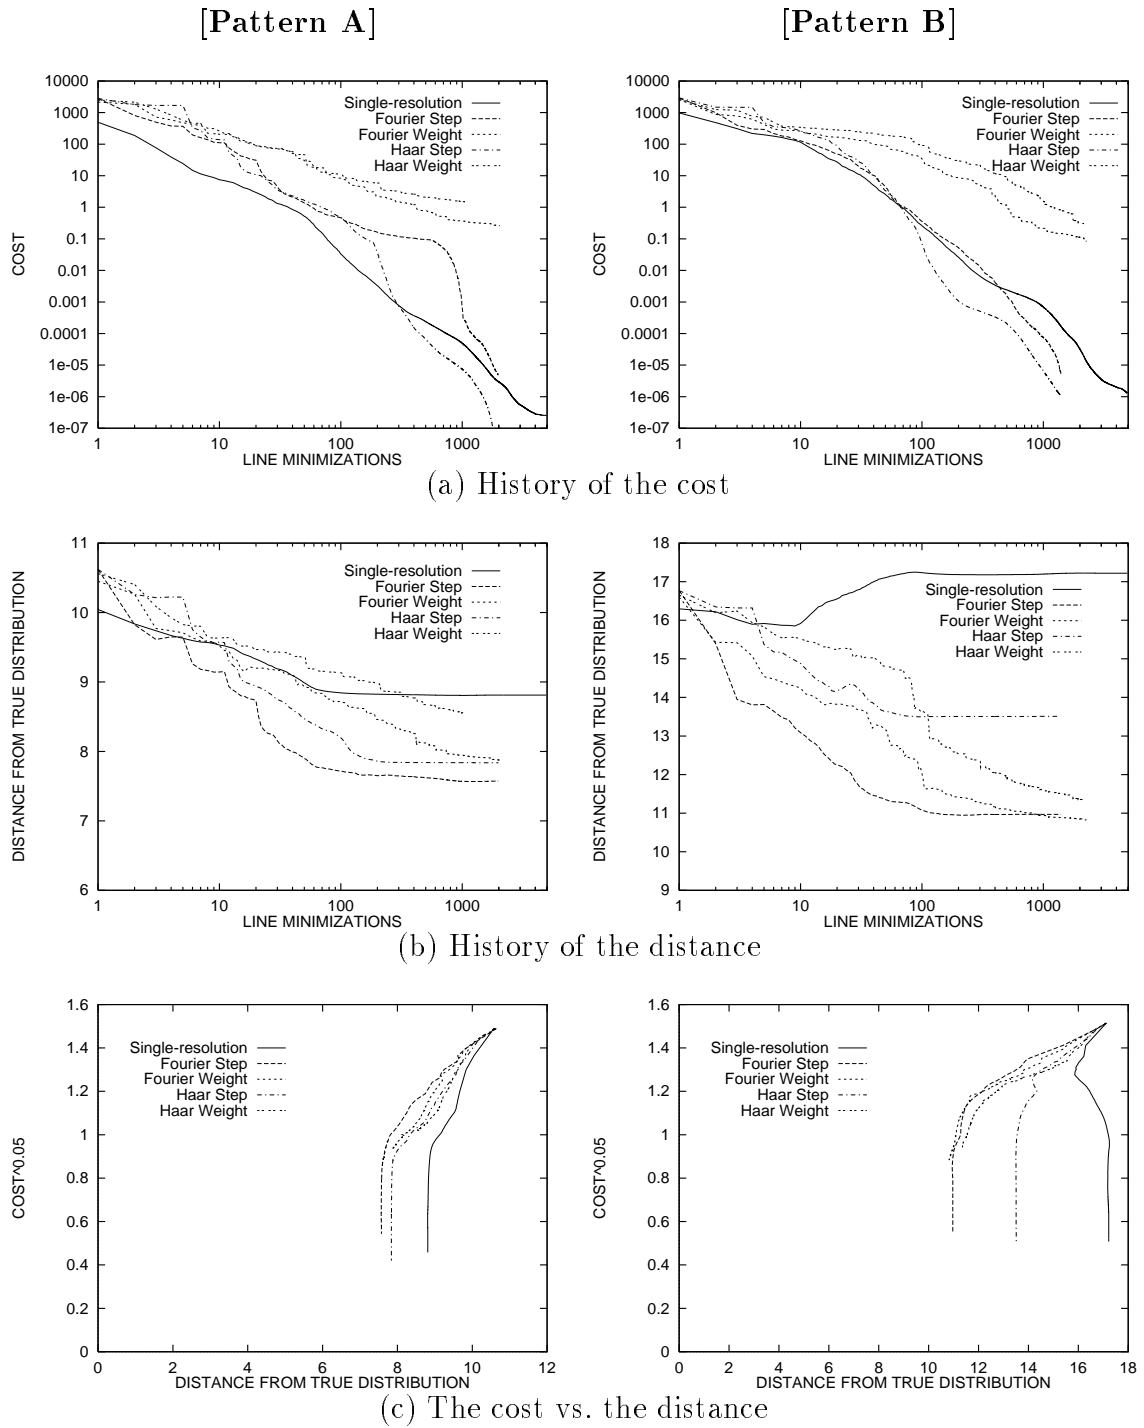 [Pattern A]
[Pattern B]
10000
1000
100
10
1
0.1
0.01
0.001
0.0001
1e-05
1e-06
1e-07
COST
Single-resolution
Fourier Step
Fourier Weight
Haar Step
Haar Weight
1
10
100
1000
LINE MINIMIZATIONS
10000
1000
100
10
1
0.1
0.01
0.001
0.0001
1e-05
1e-06
1e-07
COST
Single-resolution
Fourier Step
Fourier Weight
Haar Step
Haar Weight
1
10
100
1000
LINE MINIMIZATIONS
(a) History of the cost
11
10
9
8
7
6
DISTANCE FROM TRUE DISTRIBUTION
Single-resolution
Fourier Step
Fourier Weight
Haar Step
Haar Weight
1
10
100
1000
LINE MINIMIZATIONS
18
17
16
15
14
13
12
11
10
9
DISTANCE FROM TRUE DISTRIBUTION
Single-resolution
Fourier Step
Fourier Weight
Haar Step
Haar Weight
1
10
100
1000
LINE MINIMIZATIONS
(b) History of the distance
1.6
1.4
1.2
1
0.8
0.6
0.4
0.2
0
COST^0.05
Single-resolution
Fourier Step
Fourier Weight
Haar Step
Haar Weight
0
2
4
6
8
10
12
DISTANCE FROM TRUE DISTRIBUTION
1.6
1.4
1.2
1
0.8
0.6
0.4
0.2
0
COST^0.05
Single-resolution
Fourier Step
Fourier Weight
Haar Step
Haar Weight
0
2
4
6
8
10
12
14
16
18
DISTANCE FROM TRUE DISTRIBUTION
(c) The cost vs. the distance